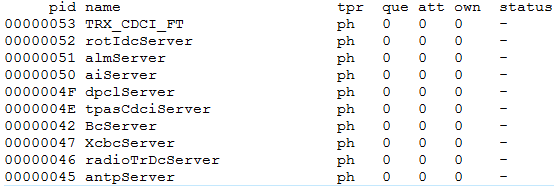 pid name tpr que att own status
00000053 TRX_CDCI_FT ph 0 0 0 -
00000052 rotIdcServer ph 0 0 0 -
00000051 almServer ph 0 0 0 -
00000050 aiServer ph 0 0 0 -
0000004F dpclServer ph 0 0 0 -
0000004E tpasCdciServer ph 0 0 0 -
00000042 BcServer ph 0 0 0 -
00000047 XcbcServer ph 0 0 0 -
00000046 radioTrDcServer ph 0 0 0 -
00000045 antpServer ph 0 0 0 -